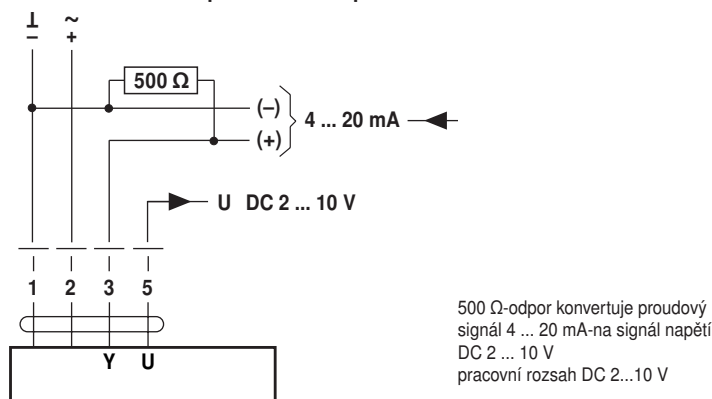 ⊥ ~
− +
500 Ω
(–)
4 ... 20 mA
(+)
U DC 2 ... 10 V
1 2 3 5
Y U
500 Ω-odpor konvertuje proudový
signál 4 ... 20 mA-na signál napětí
DC 2 ... 10 V
pracovní rozsah DC 2...10 V